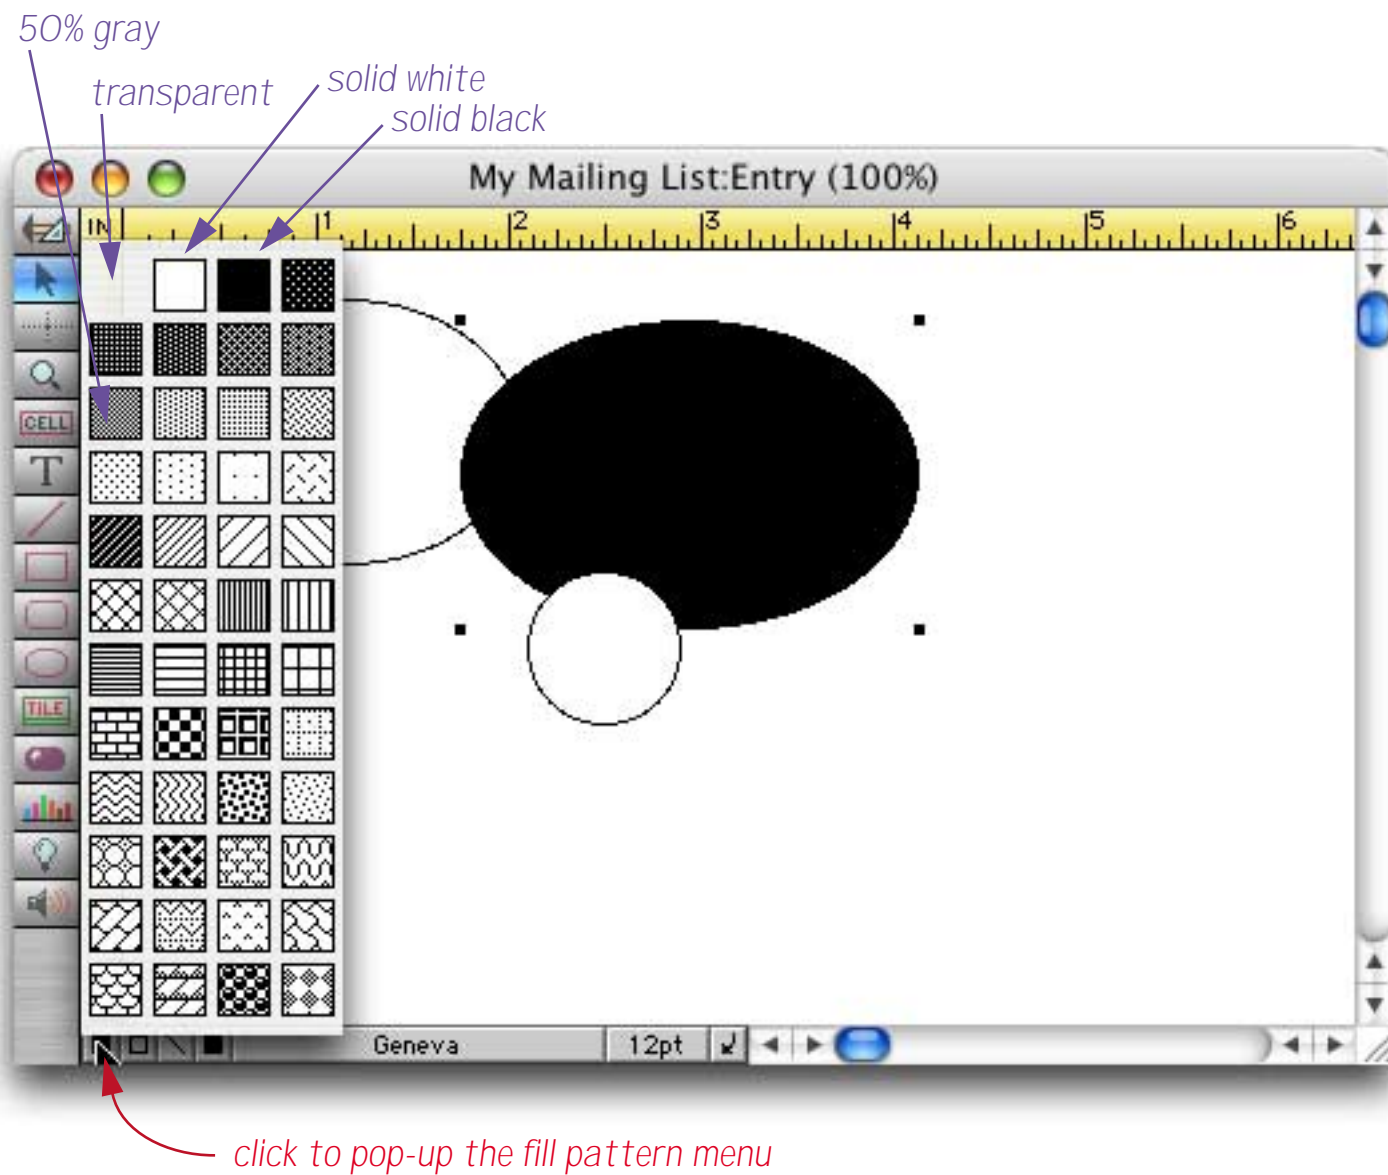 50% gray
transparent
solid white
solid black
My Mailing List:Entry (100%)
IN 1 2 3 4 5 6
CELL
T
TILE
Geneva 12pt
click to pop-up the fill pattern menu